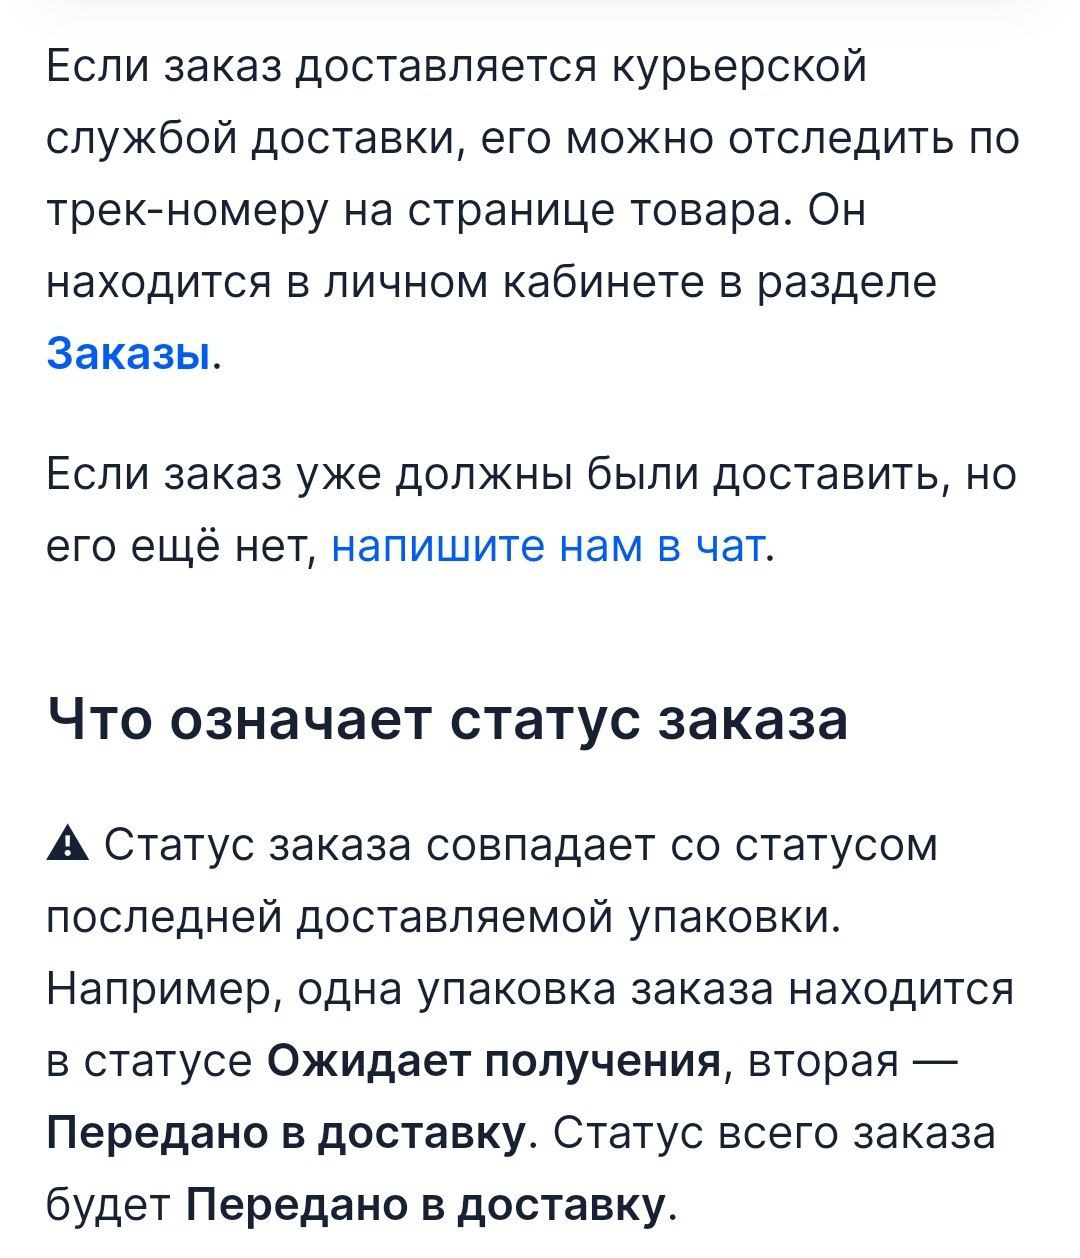 Если заказ доставляется курьерской
службой доставки, его можно отследить по
трек-номеру на странице товара. Он
находится в личном кабинете в разделе
Заказы.
Если заказ уже должны были доставить, но
его ещё нет, напишите нам в чат.
Что означает статус заказа
⚠ Статус заказа совпадает со статусом
последней доставляемой упаковки.
Например, одна упаковка заказа находится
в статусе Ожидает получения, вторая —
Передано в доставку. Статус всего заказа
будет Передано в доставку.